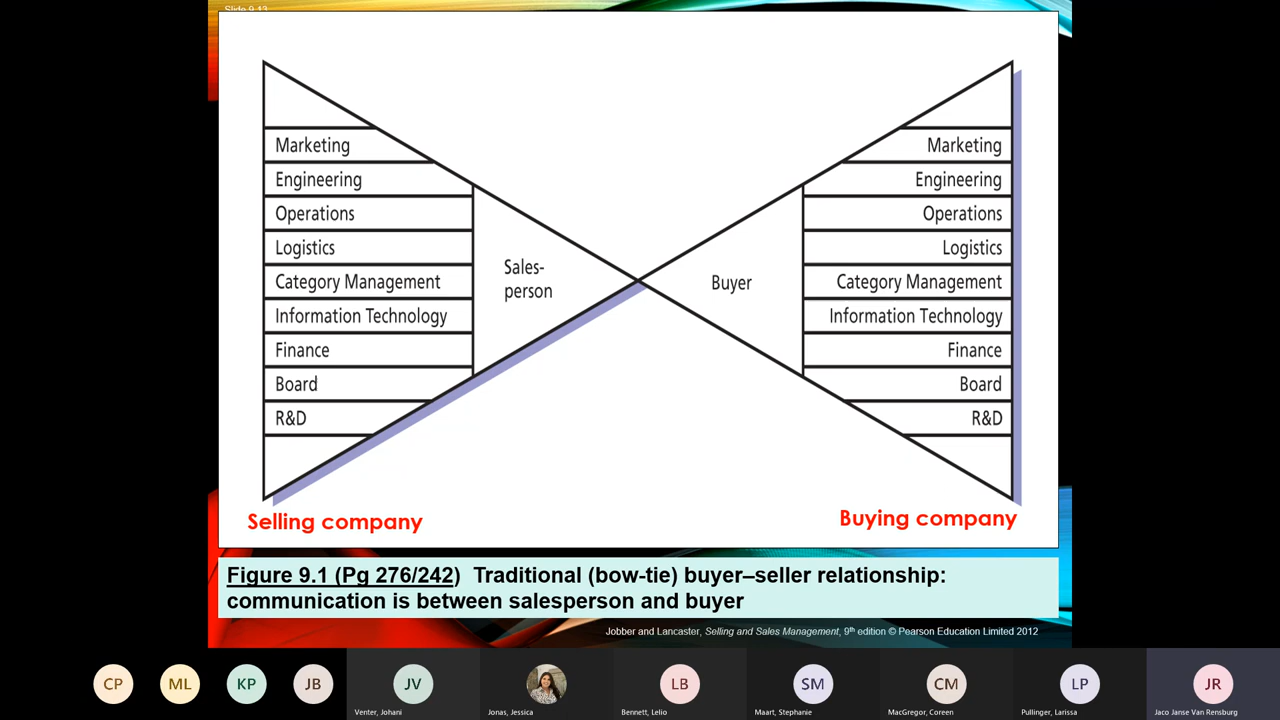 Slide 9.13
Marketing
Engineering
Operations
Logistics
Category Management
Information Technology
Finance
Board
R&D
Sales-
person
Buyer
Marketing
Engineering
Operations
Logistics
Category Management
Information Technology
Finance
Board
R&D
Selling company
Buying company
Figure 9.1 (Pg 276/242) Traditional (bow-tie) buyer–seller relationship:
communication is between salesperson and buyer
Jobber and Lancaster, Selling and Sales Management, 9th edition © Pearson Education Limited 2012
CP
ML
KP
JB
JV
Venter, Johani
Jonas, Jessica
LB
Bennett, Lelio
SM
Maart, Stephanie
CM
MacGregor, Coreen
LP
Pullinger, Larissa
JR
Jaco Janse Van Rensburg